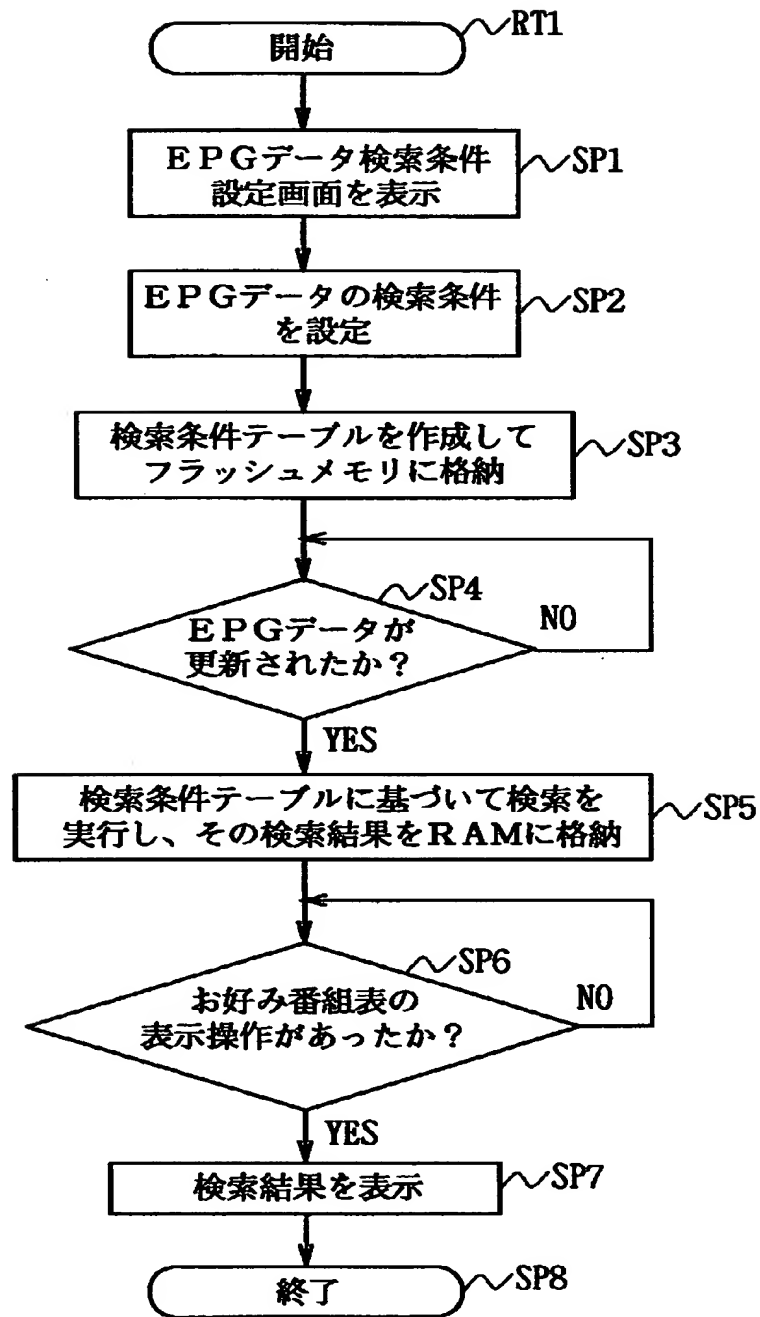 開始
RT1
EPGデータ検索条件
設定画面を表示
SP1
EPGデータの検索条件
を設定
SP2
検索条件テーブルを作成して
フラッシュメモリに格納
SP3
SP4
EPGデータが
更新されたか?
NO
YES
検索条件テーブルに基づいて検索を
実行し、その検索結果をRAMに格納
SP5
SP6
お好み番組表の
表示操作があったか?
NO
YES
検索結果を表示
SP7
終了
SP8